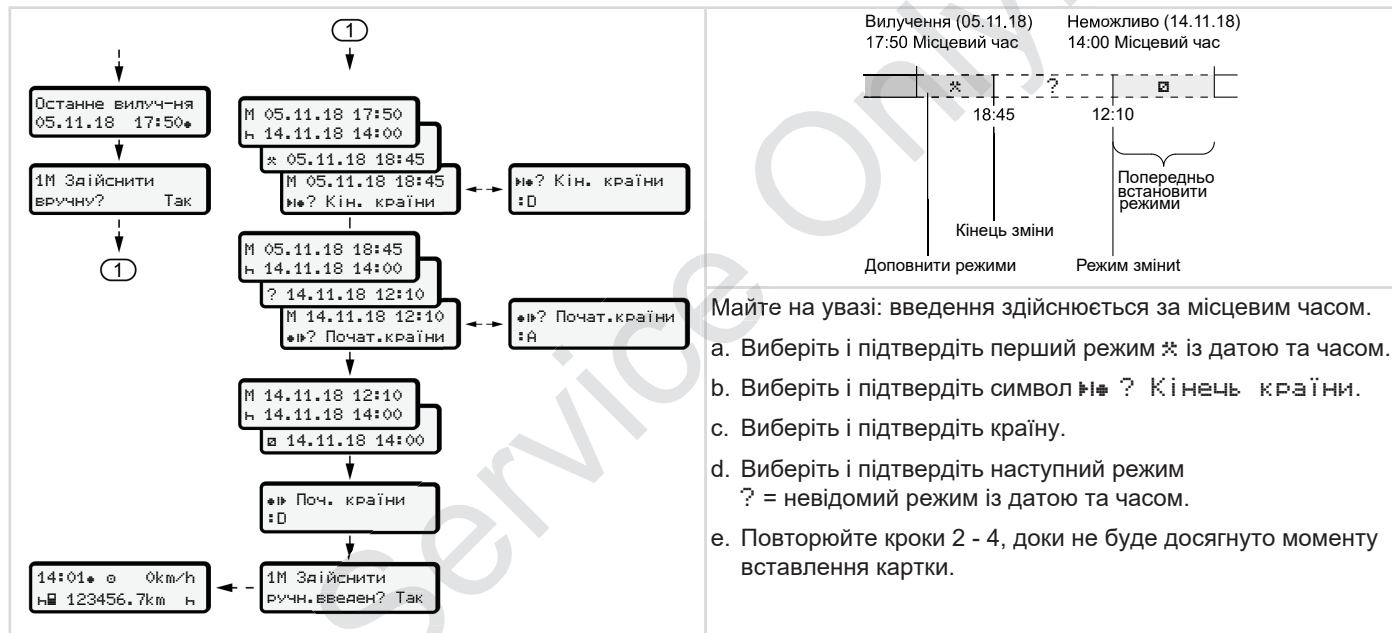 1
Останне вилуч-ня
05.11.18 17:50
1М Здійснити
вручну? Так
1
М 05.11.18 17:50
14.11.18 14:00
05.11.18 18:45
М 05.11.18 18:45
? Кін. країни
? Кін. країни
:D
М 05.11.18 18:45
14.11.18 14:00
? 14.11.18 12:10
М 14.11.18 12:10
? Почат.країни
? Почат.країни
:A
М 14.11.18 12:10
14.11.18 14:00
14.11.18 14:00
Поч. країни
:D
1М Здійснити
ручн.введен? Так
14:01 0km/h
123456.7km
Вилучення (05.11.18)
17:50 Місцевий час
Неможливо (14.11.18)
14:00 Місцевий час
?
18:45
12:10
Попередньо
встановити
режими
Кінець зміни
Доповнити режими
Режим змінит
Майте на увазі: введення здійснюється за місцевим часом.
a. Виберіть і підтвердіть перший режим із датою та часом.
b. Виберіть і підтвердіть символ ? Кінець країни.
c. Виберіть і підтвердіть країну.
d. Виберіть і підтвердіть наступний режим
? = невідомий режим із датою та часом.
e. Повторюйте кроки 2 - 4, доки не буде досягнуто моменту
вставлення картки.
Service Only